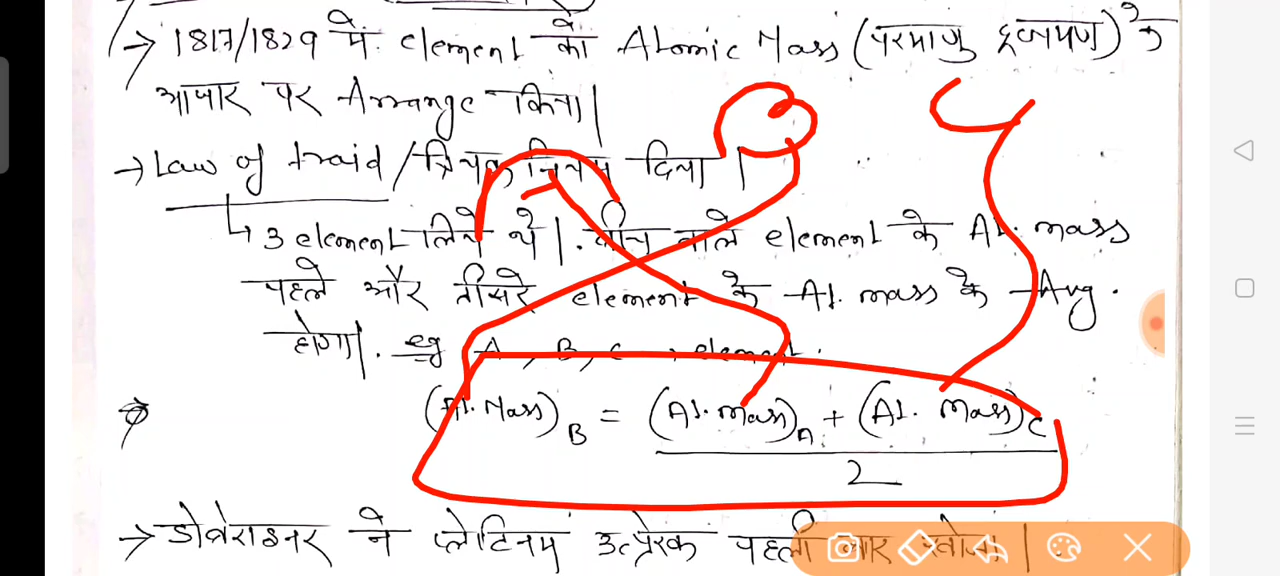 → 1817/1829 में element को Atomic Mass (परमाणु द्रव्यमान) के
आधार पर Arrange किया|
→ Law of traid / त्रियक नियम दिया |
↳ 3 element लिये थे |. बीच वाले element के At. mass
पहले और तीसरे element के At. mass के Avg.
होगा|. eg A, B, C, element.
(At. Mass)B = (At. mass)A + (At. mass)C
2
→ डोबेराइनर ने प्लेटिनम उत्प्रेरक पहली बार खोजा |